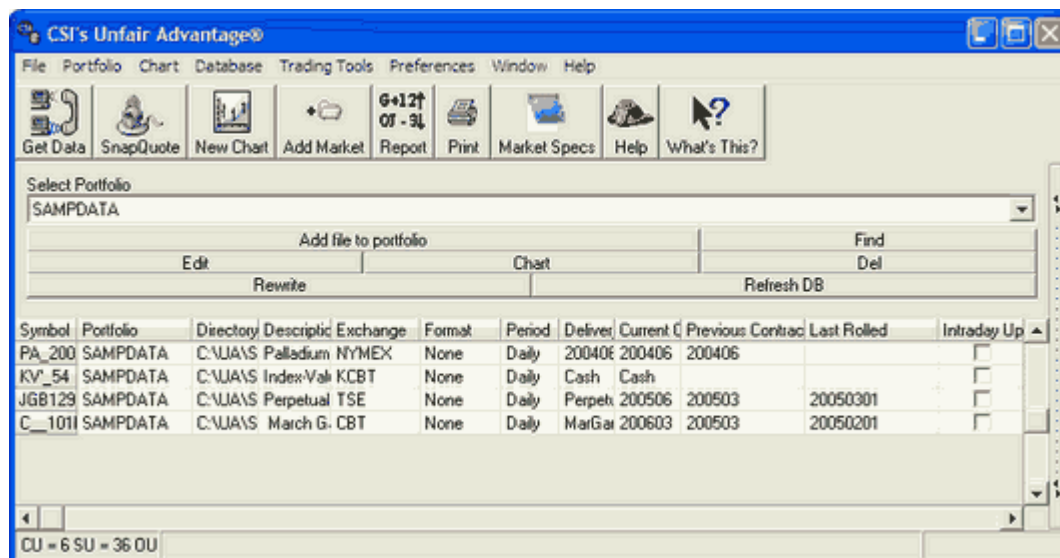 CSI's Unfair Advantage®
File Portfolio Chart Database Trading Tools Preferences Window Help
G+12↑
OT - 9↓
Get Data SnapQuote New Chart Add Market Report Print Market Specs Help What's This?
Select Portfolio
SAMPDATA
Add file to portfolio Find
Edit Chart Del
Rewrite Refresh DB
Symbol Portfolio Directory Descriptic Exchange Format Period Deliver Current C Previous Contrac Last Rolled Intraday Up
PA_200 SAMPDATA C:\UA\S Palladium NYMEX None Daily 200406 200406 200406
KV'_54 SAMPDATA C:\UA\S Index-Val NKCBT None Daily Cash Cash
JGB129 SAMPDATA C:\UA\S Perpetual TSE None Daily Perpetu 200506 200503 20050301
C__101 SAMPDATA C:\UA\S March G. CBT None Daily MarGar 200603 200503 20050201
CU = 6 SU = 36 OU